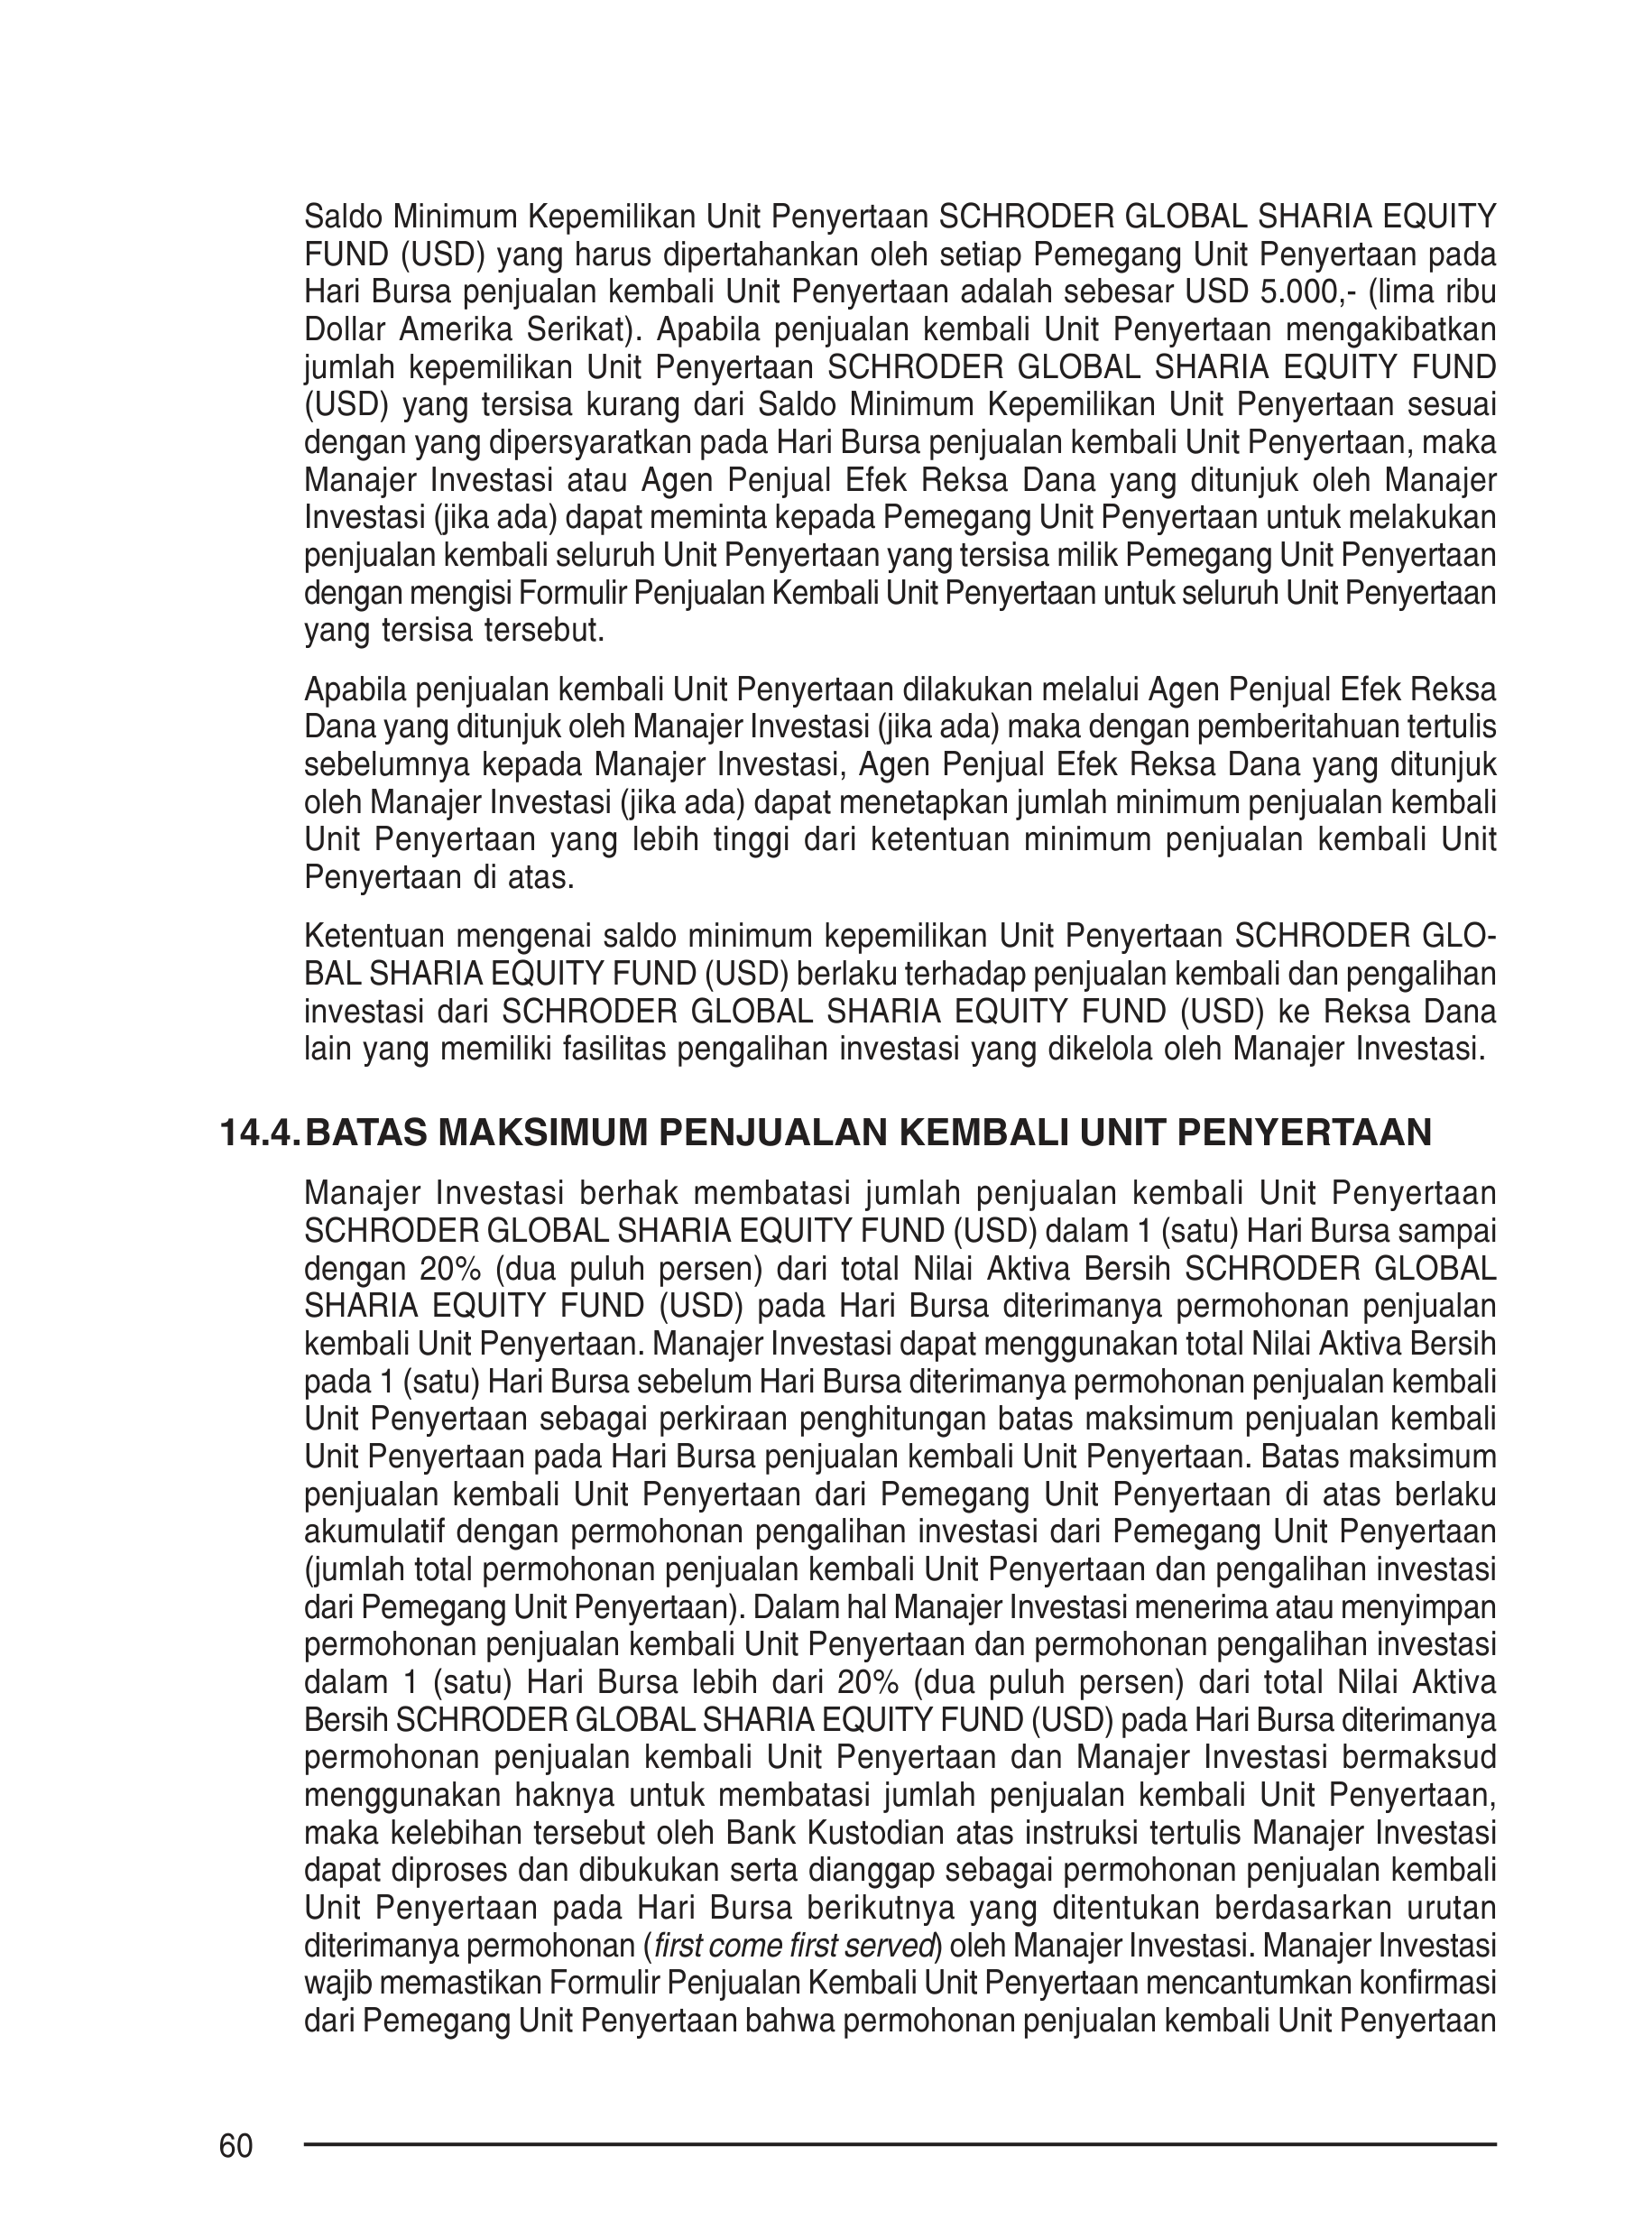 Saldo Minimum Kepemilikan Unit Penyertaan SCHRODER GLOBAL SHARIA EQUITY
FUND (USD) yang harus dipertahankan oleh setiap Pemegang Unit Penyertaan pada
Hari Bursa penjualan kembali Unit Penyertaan adalah sebesar USD 5.000,- (lima ribu
Dollar Amerika Serikat). Apabila penjualan kembali Unit Penyertaan mengakibatkan
jumlah kepemilikan Unit Penyertaan SCHRODER GLOBAL SHARIA EQUITY FUND
(USD) yang tersisa kurang dari Saldo Minimum Kepemilikan Unit Penyertaan sesuai
dengan yang dipersyaratkan pada Hari Bursa penjualan kembali Unit Penyertaan, maka
Manajer Investasi atau Agen Penjual Efek Reksa Dana yang ditunjuk oleh Manajer
Investasi (jika ada) dapat meminta kepada Pemegang Unit Penyertaan untuk melakukan
penjualan kembali seluruh Unit Penyertaan yang tersisa milik Pemegang Unit Penyertaan
dengan mengisi Formulir Penjualan Kembali Unit Penyertaan untuk seluruh Unit Penyertaan
yang tersisa tersebut.
Apabila penjualan kembali Unit Penyertaan dilakukan melalui Agen Penjual Efek Reksa
Dana yang ditunjuk oleh Manajer Investasi (jika ada) maka dengan pemberitahuan tertulis
sebelumnya kepada Manajer Investasi, Agen Penjual Efek Reksa Dana yang ditunjuk
oleh Manajer Investasi (jika ada) dapat menetapkan jumlah minimum penjualan kembali
Unit Penyertaan yang lebih tinggi dari ketentuan minimum penjualan kembali Unit
Penyertaan di atas.
Ketentuan mengenai saldo minimum kepemilikan Unit Penyertaan SCHRODER GLO-
BAL SHARIA EQUITY FUND (USD) berlaku terhadap penjualan kembali dan pengalihan
investasi dari SCHRODER GLOBAL SHARIA EQUITY FUND (USD) ke Reksa Dana
lain yang memiliki fasilitas pengalihan investasi yang dikelola oleh Manajer Investasi.
14.4. BATAS MAKSIMUM PENJUALAN KEMBALI UNIT PENYERTAAN
Manajer Investasi berhak membatasi jumlah penjualan kembali Unit Penyertaan
SCHRODER GLOBAL SHARIA EQUITY FUND (USD) dalam 1 (satu) Hari Bursa sampai
dengan 20% (dua puluh persen) dari total Nilai Aktiva Bersih SCHRODER GLOBAL
SHARIA EQUITY FUND (USD) pada Hari Bursa diterimanya permohonan penjualan
kembali Unit Penyertaan. Manajer Investasi dapat menggunakan total Nilai Aktiva Bersih
pada 1 (satu) Hari Bursa sebelum Hari Bursa diterimanya permohonan penjualan kembali
Unit Penyertaan sebagai perkiraan penghitungan batas maksimum penjualan kembali
Unit Penyertaan pada Hari Bursa penjualan kembali Unit Penyertaan. Batas maksimum
penjualan kembali Unit Penyertaan dari Pemegang Unit Penyertaan di atas berlaku
akumulatif dengan permohonan pengalihan investasi dari Pemegang Unit Penyertaan
(jumlah total permohonan penjualan kembali Unit Penyertaan dan pengalihan investasi
dari Pemegang Unit Penyertaan). Dalam hal Manajer Investasi menerima atau menyimpan
permohonan penjualan kembali Unit Penyertaan dan permohonan pengalihan investasi
dalam 1 (satu) Hari Bursa lebih dari 20% (dua puluh persen) dari total Nilai Aktiva
Bersih SCHRODER GLOBAL SHARIA EQUITY FUND (USD) pada Hari Bursa diterimanya
permohonan penjualan kembali Unit Penyertaan dan Manajer Investasi bermaksud
menggunakan haknya untuk membatasi jumlah penjualan kembali Unit Penyertaan,
maka kelebihan tersebut oleh Bank Kustodian atas instruksi tertulis Manajer Investasi
dapat diproses dan dibukukan serta dianggap sebagai permohonan penjualan kembali
Unit Penyertaan pada Hari Bursa berikutnya yang ditentukan berdasarkan urutan
diterimanya permohonan (first come first served) oleh Manajer Investasi. Manajer Investasi
wajib memastikan Formulir Penjualan Kembali Unit Penyertaan mencantumkan konfirmasi
dari Pemegang Unit Penyertaan bahwa permohonan penjualan kembali Unit Penyertaan
60